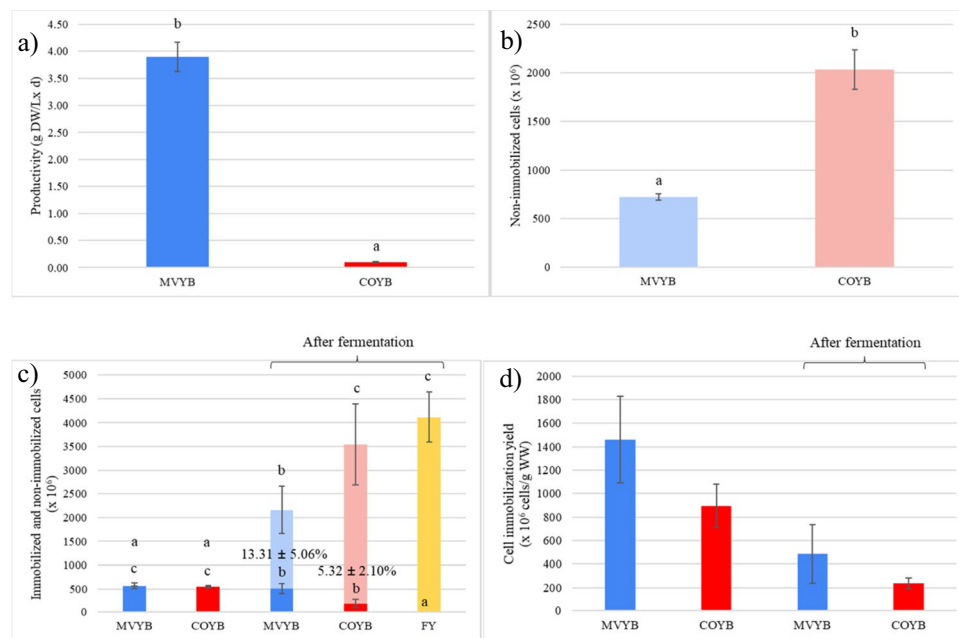 a)
Productivity (g DW/Lx d)
4.50
4.00
3.50
3.00
2.50
2.00
1.50
1.00
0.50
0.00
b
a
MVYB
COYB
b)
Non-immobilized cells (x 10⁶)
2500
2000
1500
1000
500
0
a
b
MVYB
COYB
c)
After fermentation
Immobilized and non-immobilized cells
(x 10⁶)
5000
4500
4000
3500
3000
2500
2000
1500
1000
500
0
a
c
a
c
b
13.31 ± 5.06%
b
c
5.32 ± 2.10%
b
c
a
MVYB
COYB
MVYB
COYB
FY
d)
After fermentation
Cell immobilization yield
(x 10⁶ cells/g WW)
2000
1800
1600
1400
1200
1000
800
600
400
200
0
MVYB
COYB
MVYB
COYB